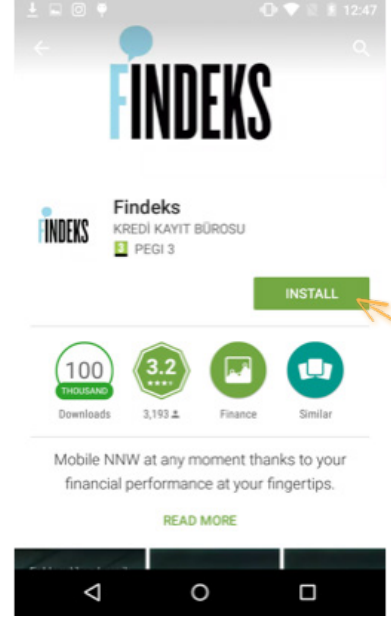 12:47
FINDEKS
FINDEKS
Findeks
KREDİ KAYIT BÜROSU
3 PEGI 3
INSTALL
100
THOUSAND
3.2
Downloads
3,193
Finance
Similar
Mobile NNW at any moment thanks to your
financial performance at your fingertips.
READ MORE